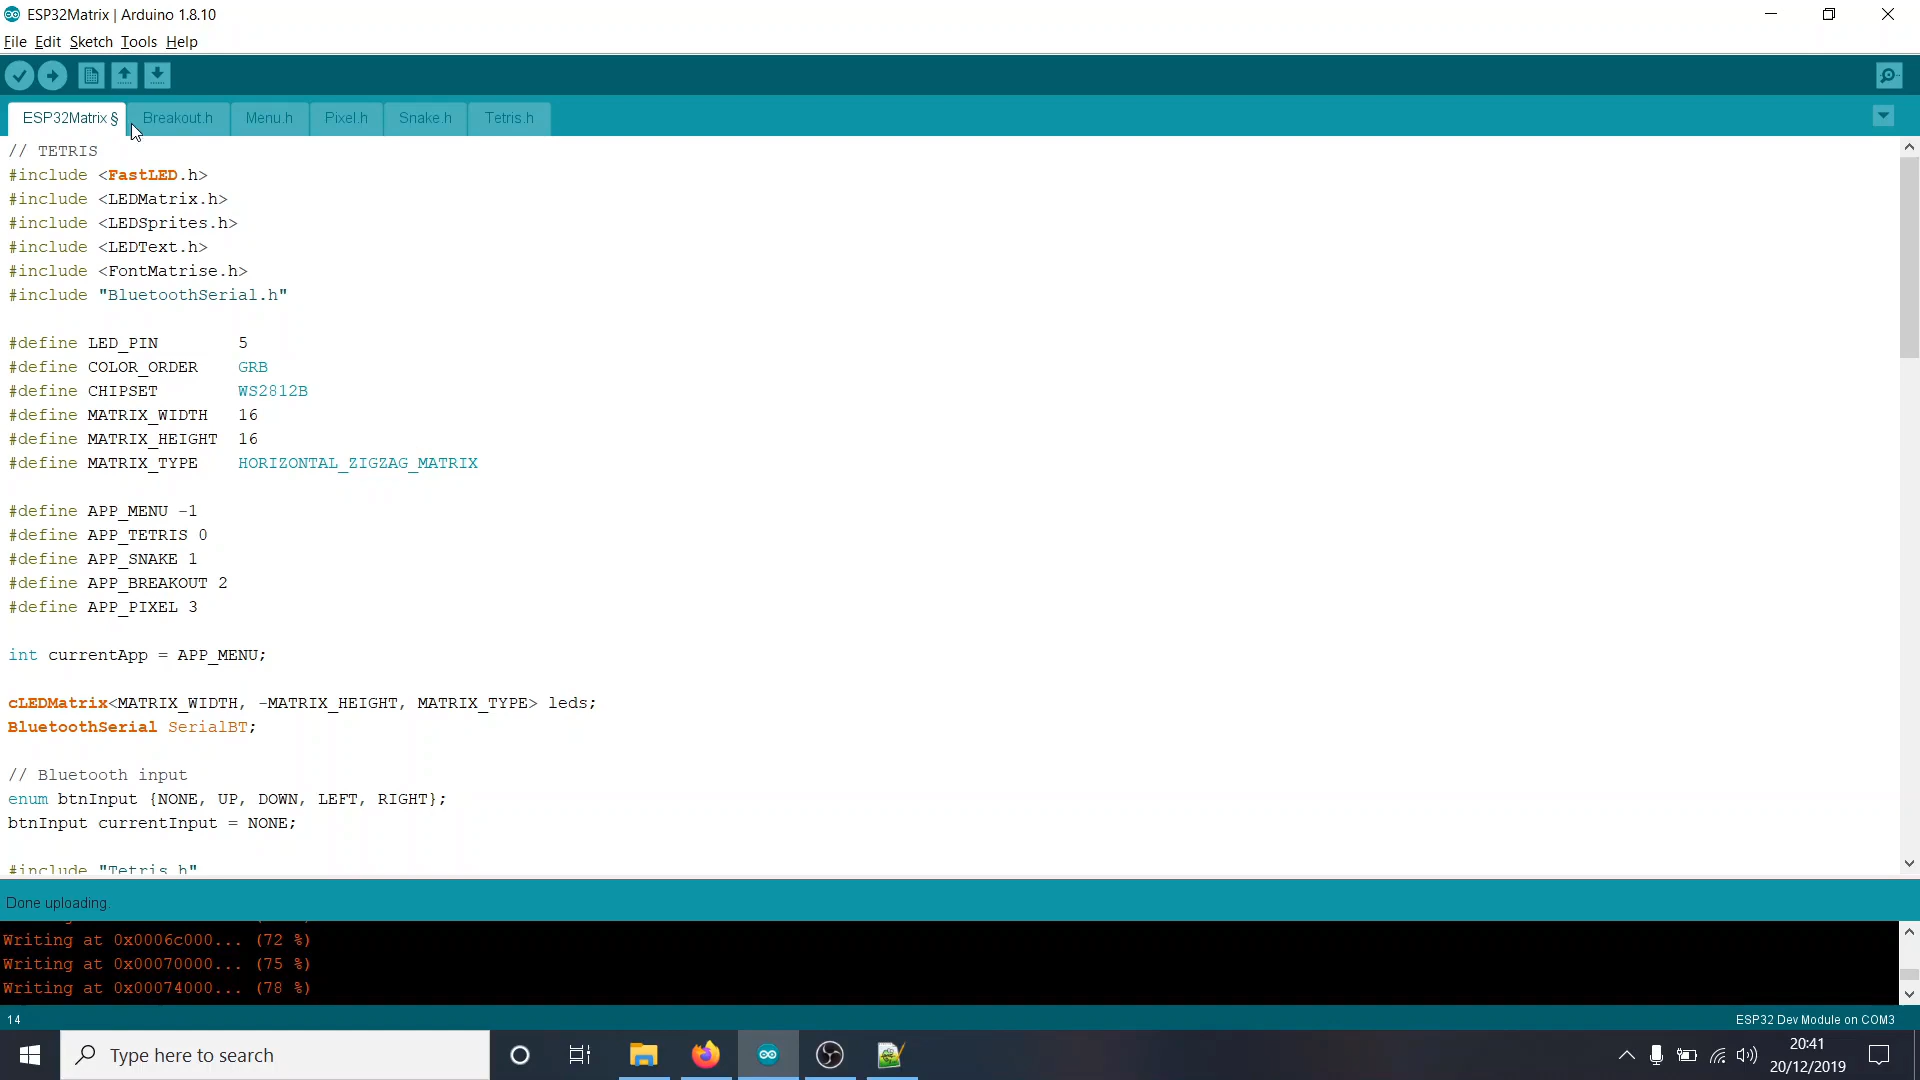 ESP32Matrix | Arduino 1.8.10
File Edit Sketch Tools Help
ESP32Matrix § Breakout.h Menu.h Pixel.h Snake.h Tetris.h
// TETRIS
#include <FastLED.h>
#include <LEDMatrix.h>
#include <LEDSprites.h>
#include <LEDText.h>
#include <FontMatrise.h>
#include "BluetoothSerial.h"
#define LED_PIN 5
#define COLOR_ORDER GRB
#define CHIPSET WS2812B
#define MATRIX_WIDTH 16
#define MATRIX_HEIGHT 16
#define MATRIX_TYPE HORIZONTAL_ZIGZAG_MATRIX
#define APP_MENU -1
#define APP_TETRIS 0
#define APP_SNAKE 1
#define APP_BREAKOUT 2
#define APP_PIXEL 3
int currentApp = APP_MENU;
cLEDMatrix<MATRIX_WIDTH, -MATRIX_HEIGHT, MATRIX_TYPE> leds;
BluetoothSerial SerialBT;
// Bluetooth input
enum btnInput {NONE, UP, DOWN, LEFT, RIGHT};
btnInput currentInput = NONE;
#include "Tetris.h"
Done uploading.
Writing at 0x0006c000... (72 %)
Writing at 0x00070000... (75 %)
Writing at 0x00074000... (78 %)
14 ESP32 Dev Module on COM3
Type here to search
20:41
20/12/2019